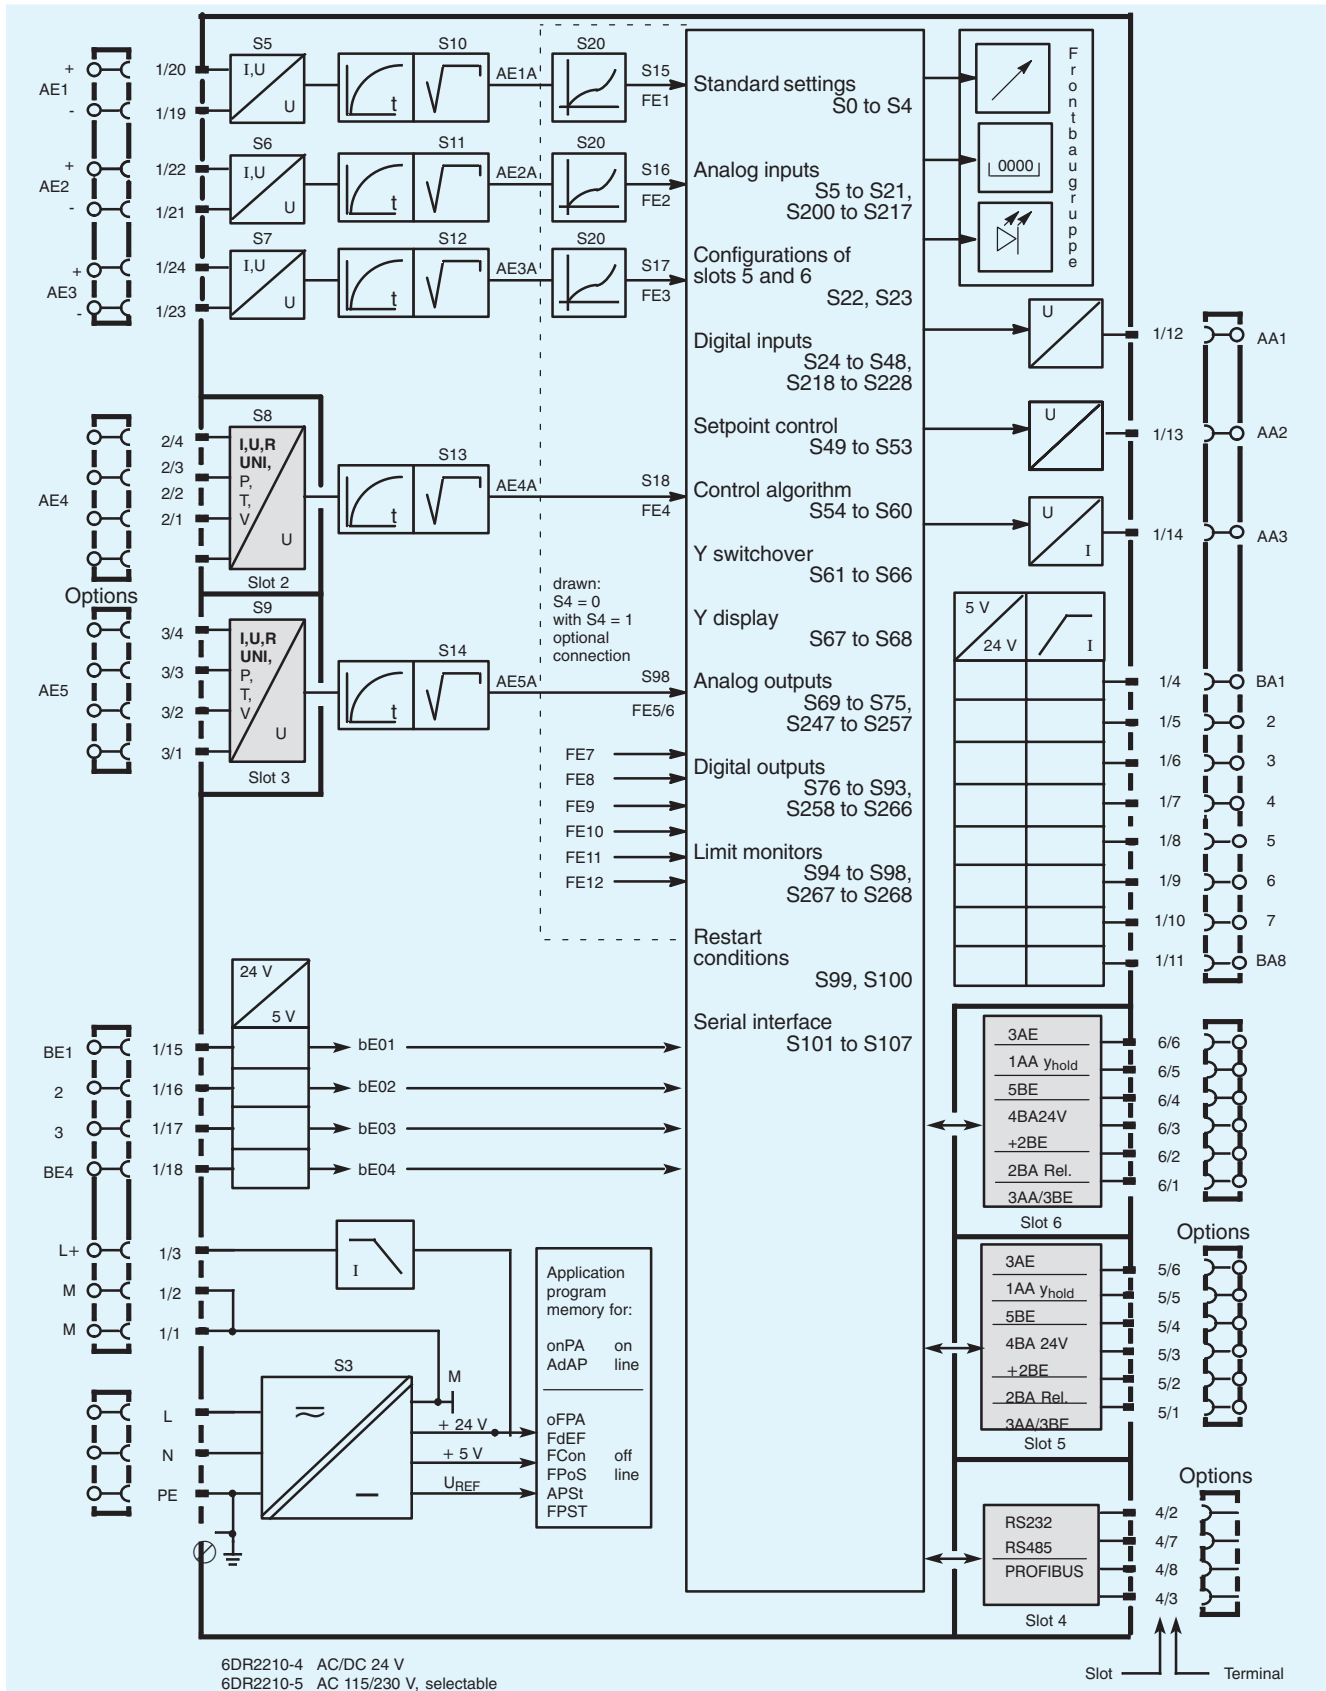 S5
S10
S20
+
AE1
-
1/20
1/19
I,U
U
t
√
AE1A
S15
FE1
S6
S11
S20
+
AE2
-
1/22
1/21
I,U
U
AE2A
S16
FE2
S7
S12
S20
+
AE3
-
1/24
1/23
I,U
U
t
√
AE3A
S17
FE3
Standard settings
S0 to S4
Analog inputs
S5 to S21,
S200 to S217
Configurations of
slots 5 and 6
S22, S23
Digital inputs
S24 to S48,
S218 to S228
Setpoint control
S49 to S53
Control algorithm
S54 to S60
Y switchover
S61 to S66
Y display
S67 to S68
Analog outputs
S69 to S75,
S247 to S257
Digital outputs
S76 to S93,
S258 to S266
Limit monitors
S94 to S98,
S267 to S268
Restart
conditions
S99, S100
Serial interface
S101 to S107
Frontbaugruppe
0000
U
1/12
AA1
U
1/13
AA2
U
I
1/14
AA3
AE4
2/4
2/3
2/2
2/1
S8
I,U,R
UNI,
P,
T,
V
U
Slot 2
S13
t
√
AE4A
S18
FE4
Options
AE5
3/4
3/3
3/2
3/1
S9
I,U,R
UNI,
P,
T,
V
U
Slot 3
S14
t
√
AE5A
S98
FE5/6
drawn:
S4 = 0
with S4 = 1
optional
connection
FE7
FE8
FE9
FE10
FE11
FE12
5 V
24 V
I
1/4 BA1
1/5 2
1/6 3
1/7 4
1/8 5
1/9 6
1/10 7
1/11 BA8
24 V
5 V
BE1 1/15 bE01
2 1/16 bE02
3 1/17 bE03
BE4 1/18 bE04
L+ 1/3
M 1/2
M 1/1
I
S3
L
N
PE
M
+ 24 V
+ 5 V
UREF
Application
program
memory for:
onPA on
AdAP line
oFPA
FdEF
FCon off
FPoS line
APSt
FPST
3AE
1AA yhold
5BE
4BA24V
+2BE
2BA Rel.
3AA/3BE
Slot 6
6/6
6/5
6/4
6/3
6/2
6/1
Options
3AE
1AA yhold
5BE
4BA 24V
+2BE
2BA Rel.
3AA/3BE
Slot 5
5/6
5/5
5/4
5/3
5/2
5/1
Options
RS232
RS485
PROFIBUS
Slot 4
4/2
4/7
4/8
4/3
Slot
Terminal
6DR2210-4 AC/DC 24 V
6DR2210-5 AC 115/230 V, selectable